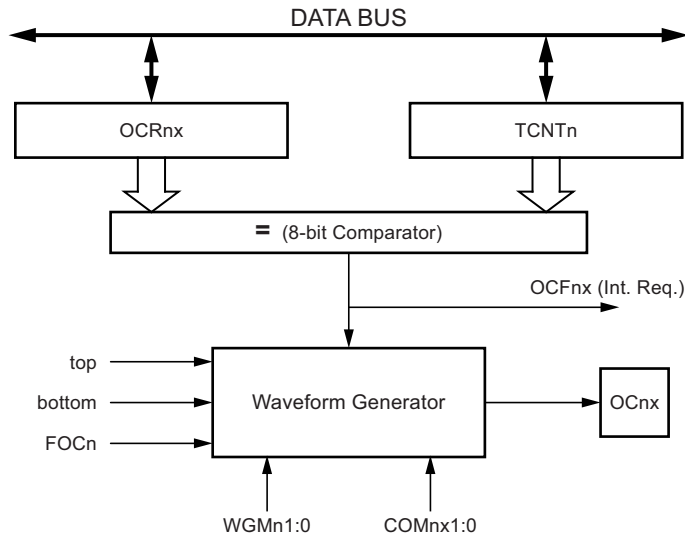 DATA BUS
OCRnx
TCNTn
= (8-bit Comparator)
OCFnx (Int. Req.)
top
bottom
FOCn
Waveform Generator
OCnx
WGMn1:0
COMnx1:0